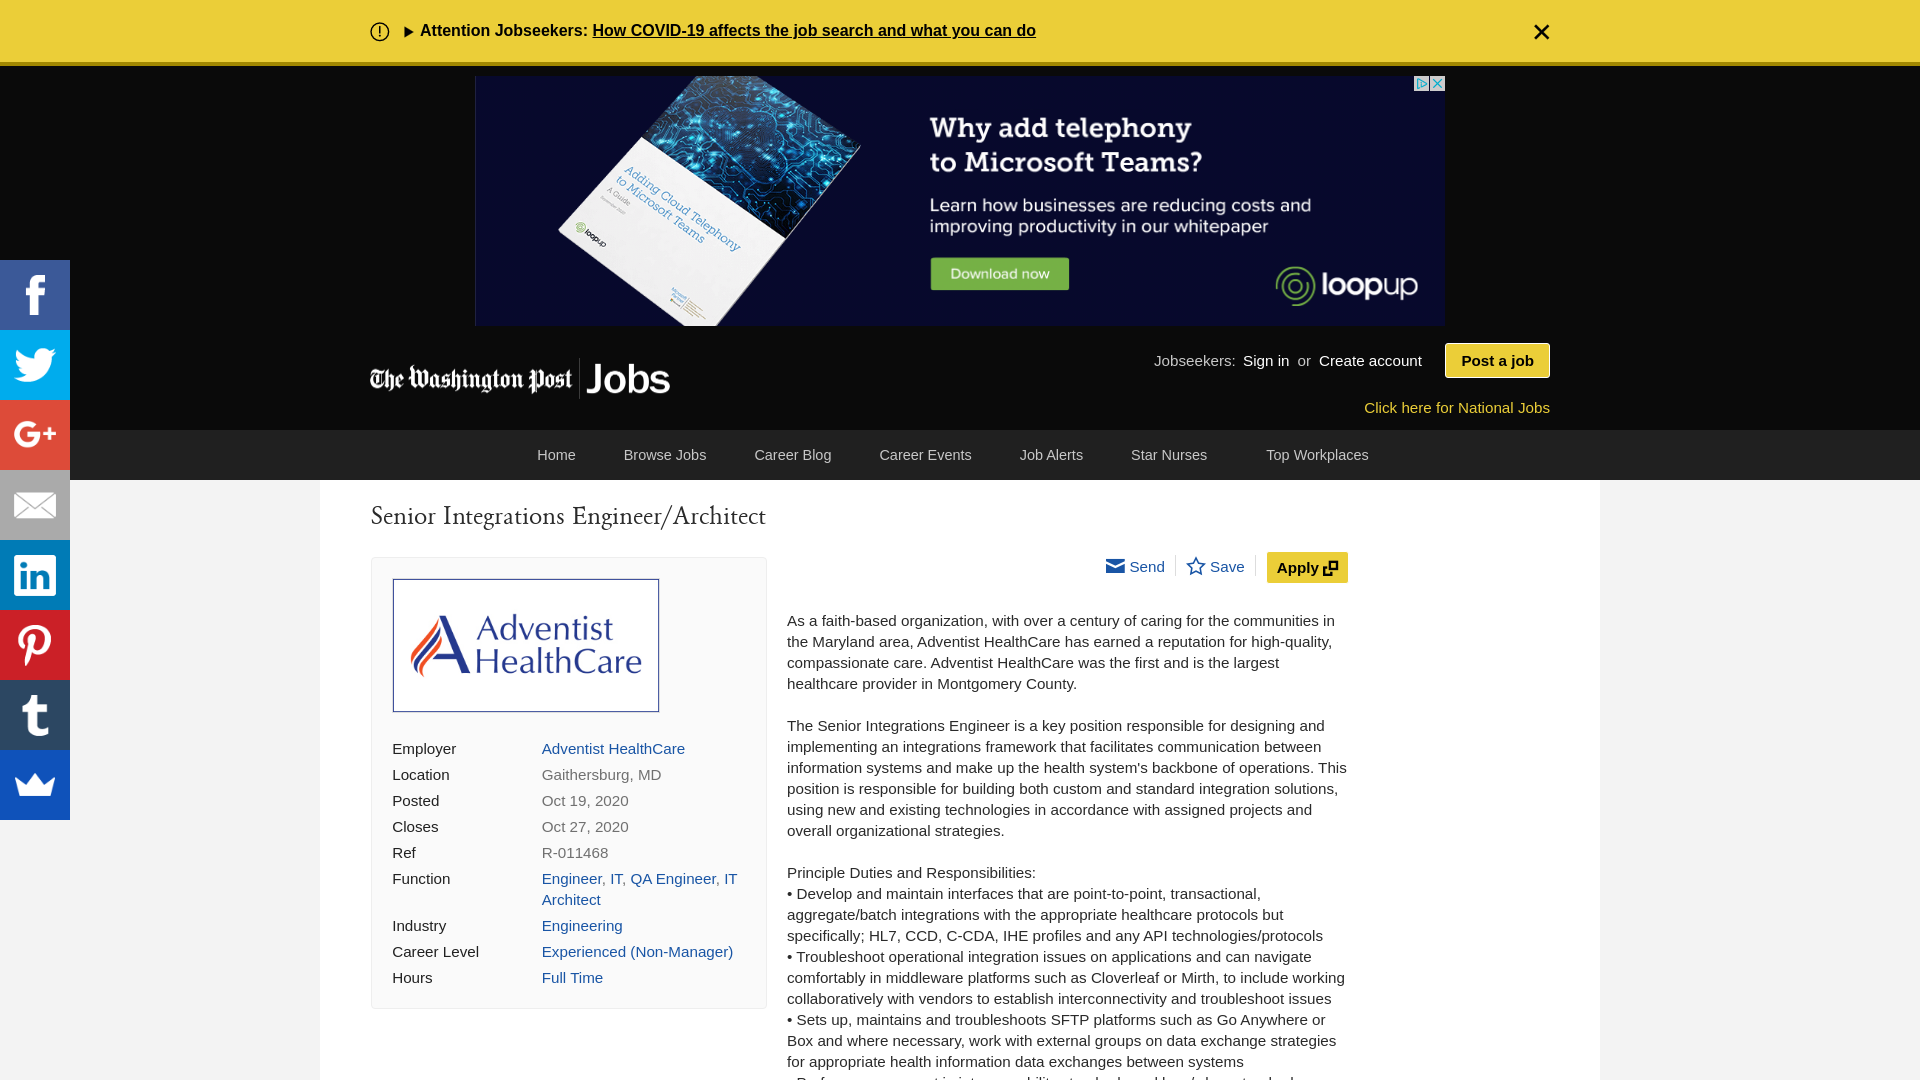 Attention Jobseekers: How COVID-19 affects the job search and what you can do
Adding Cloud Telephony
to Microsoft Teams
A Guide
loopup
Why add telephony
to Microsoft Teams?
Learn how businesses are reducing costs and
improving productivity in our whitepaper
Download now
loopup
The Washington Post Jobs
Jobseekers: Sign in or Create account
Post a job
Click here for National Jobs
Home
Browse Jobs
Career Blog
Career Events
Job Alerts
Star Nurses
Top Workplaces
Senior Integrations Engineer/Architect
Adventist
HealthCare
Employer Adventist HealthCare
Location Gaithersburg, MD
Posted Oct 19, 2020
Closes Oct 27, 2020
Ref R-011468
Function Engineer, IT, QA Engineer, IT
Architect
Industry Engineering
Career Level Experienced (Non-Manager)
Hours Full Time
Send
Save
Apply
As a faith-based organization, with over a century of caring for the communities in
the Maryland area, Adventist HealthCare has earned a reputation for high-quality,
compassionate care. Adventist HealthCare was the first and is the largest
healthcare provider in Montgomery County.
The Senior Integrations Engineer is a key position responsible for designing and
implementing an integrations framework that facilitates communication between
information systems and make up the health system's backbone of operations. This
position is responsible for building both custom and standard integration solutions,
using new and existing technologies in accordance with assigned projects and
overall organizational strategies.
Principle Duties and Responsibilities:
• Develop and maintain interfaces that are point-to-point, transactional,
aggregate/batch integrations with the appropriate healthcare protocols but
specifically; HL7, CCD, C-CDA, IHE profiles and any API technologies/protocols
• Troubleshoot operational integration issues on applications and can navigate
comfortably in middleware platforms such as Cloverleaf or Mirth, to include working
collaboratively with vendors to establish interconnectivity and troubleshoot issues
• Sets up, maintains and troubleshoots SFTP platforms such as Go Anywhere or
Box and where necessary, work with external groups on data exchange strategies
for appropriate health information data exchanges between systems